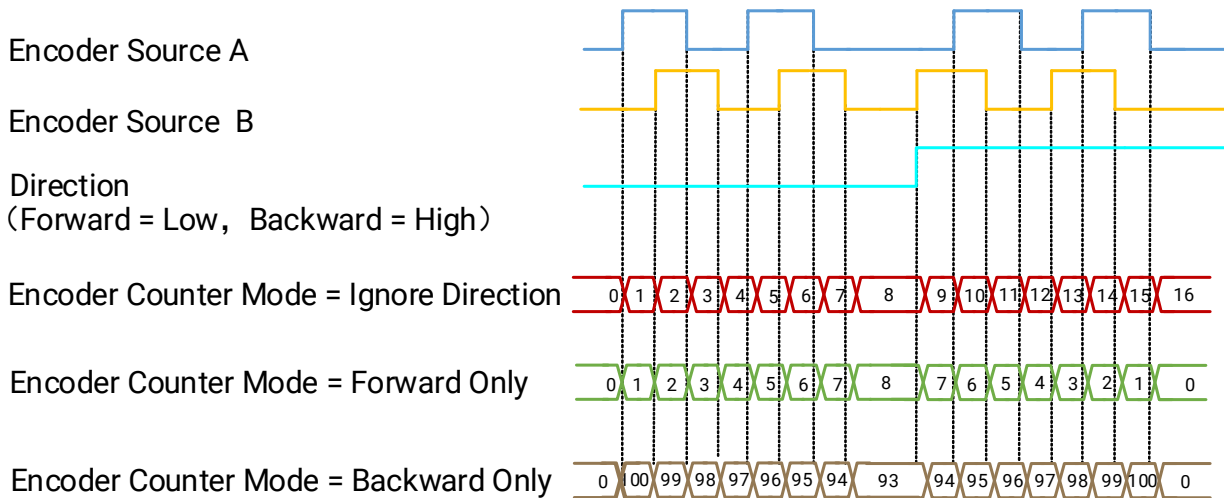 Encoder Source A
Encoder Source B
Direction
（Forward = Low，Backward = High）
Encoder Counter Mode = Ignore Direction
0 1 2 3 4 5 6 7 8 9 10 11 12 13 14 15 16
Encoder Counter Mode = Forward Only
0 1 2 3 4 5 6 7 8 7 6 5 4 3 2 1 0
Encoder Counter Mode = Backward Only
0 100 99 98 97 96 95 94 93 94 95 96 97 98 99 100 0